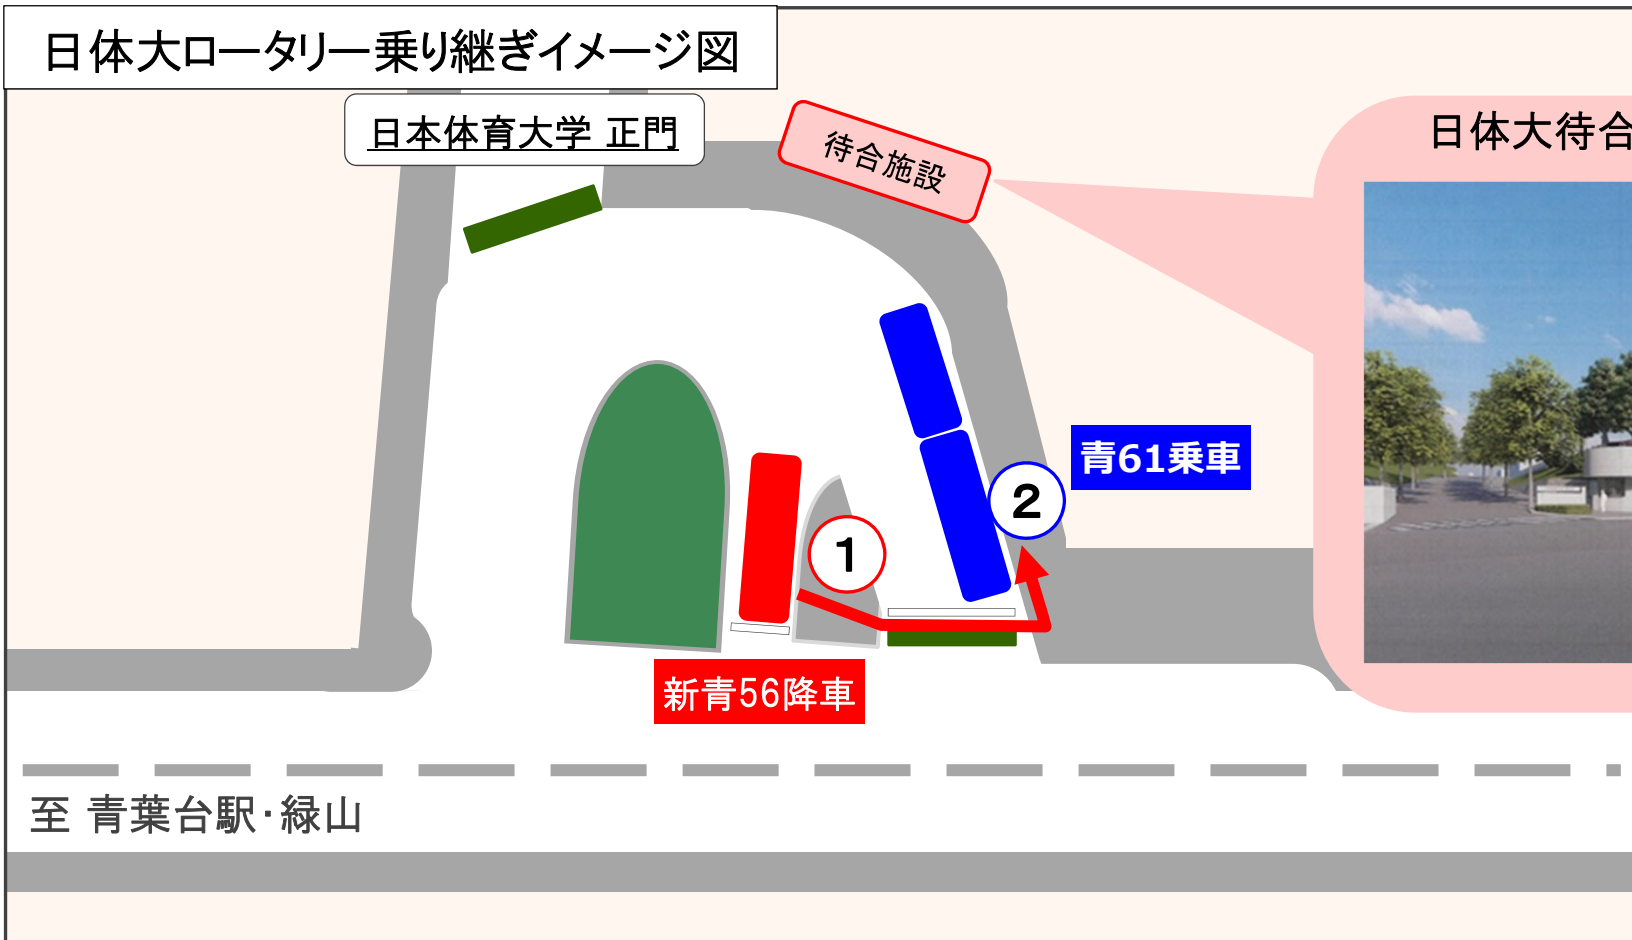 日体大ロータリー乗り継ぎイメージ図
日本体育大学 正門
待合施設
日体大待合
青61乗車
2
1
新青56降車
至 青葉台駅・緑山